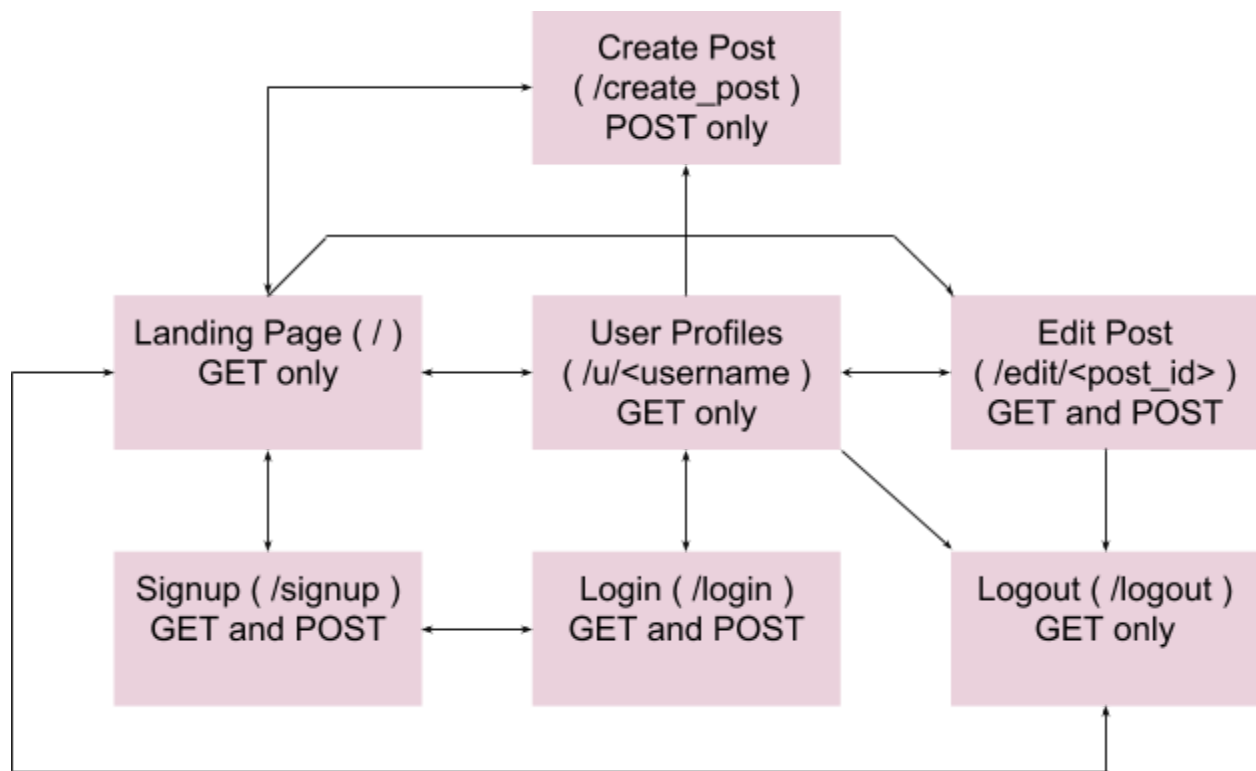 Create Post
( /create_post )
POST only
Landing Page ( / )
GET only
User Profiles
( /u/<username )
GET only
Edit Post
( /edit/<post_id> )
GET and POST
Signup ( /signup )
GET and POST
Login ( /login )
GET and POST
Logout ( /logout )
GET only